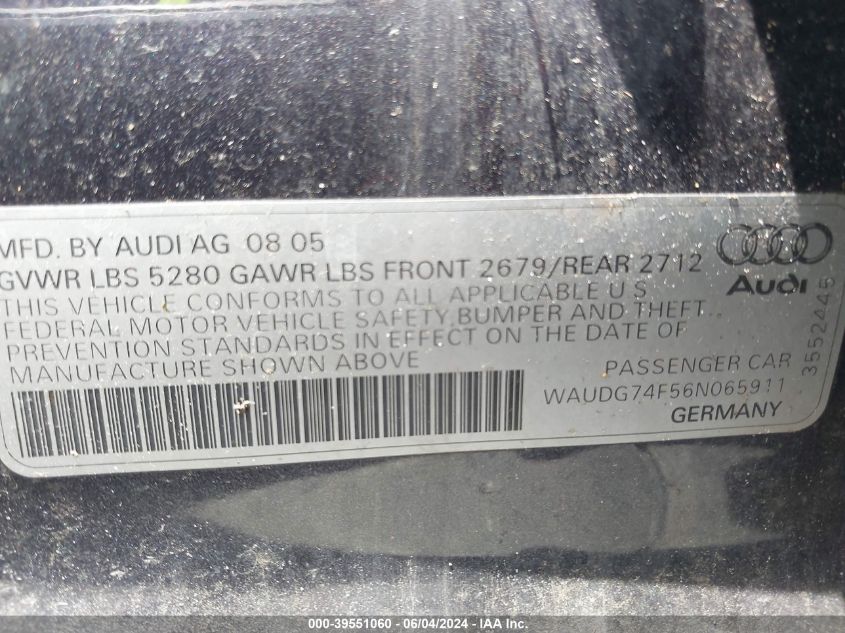 MFD. BY AUDI AG 08 05
GVWR LBS 5280 GAWR LBS FRONT 2679/REAR 2712
THIS VEHICLE CONFORMS TO ALL APPLICABLE U S
FEDERAL MOTOR VEHICLE SAFETY, BUMPER AND THEFT
PREVENTION STANDARDS IN EFFECT ON THE DATE OF
MANUFACTURE SHOWN ABOVE
Audi
3552445
PASSENGER CAR
WAUDG74F56N065911
GERMANY
000-39551060 - 06/04/2024 - IAA Inc.